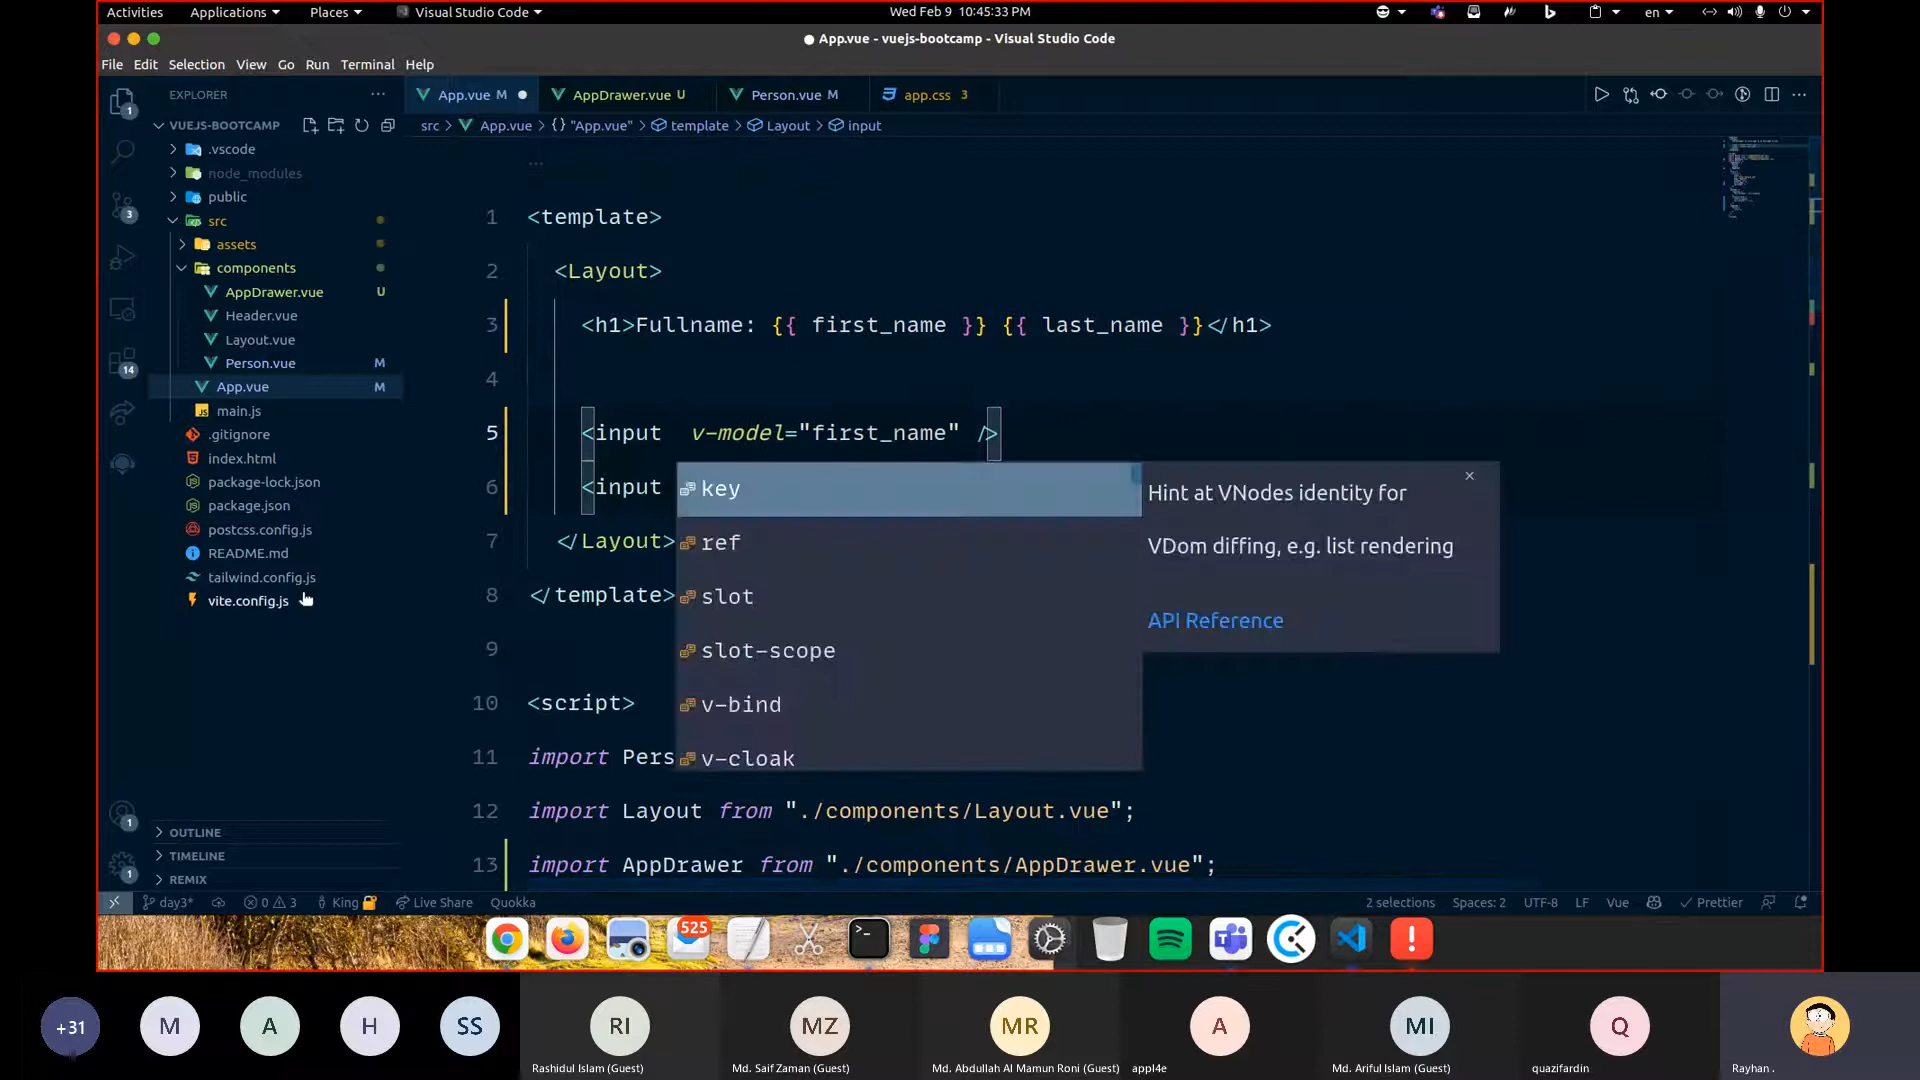 Activities Applications Places Visual Studio Code Wed Feb 9 10:45:33 PM en
App.vue - vuejs-bootcamp - Visual Studio Code
File Edit Selection View Go Run Terminal Help
EXPLORER
App.vue M AppDrawer.vue U Person.vue M app.css 3
VUEJS-BOOTCAMP
src > App.vue > {} "App.vue" > template > Layout > input
.vscode
node_modules
public
src
assets
components
AppDrawer.vue U
Header.vue
Layout.vue
Person.vue M
App.vue M
main.js
.gitignore
index.html
package-lock.json
package.json
postcss.config.js
README.md
tailwind.config.js
vite.config.js
OUTLINE
TIMELINE
REMIX
1
3
14
1
1
1 <template>
2 <Layout>
3 <h1>Fullname: {{ first_name }} {{ last_name }}</h1>
4
5 <input v-model="first_name" />
6 <input
7 </Layout>
8 </template>
9
10 <script>
11 import Pers
12 import Layout from "./components/Layout.vue";
13 import AppDrawer from "./components/AppDrawer.vue";
key
ref
slot
slot-scope
v-bind
v-cloak
Hint at VNodes identity for
VDom diffing, e.g. list rendering
API Reference
day3* 0 3 King Live Share Quokka 2 selections Spaces: 2 UTF-8 LF Vue Prettier
525
+31 M A H SS RI MZ MR A MI Q
Rashidul Islam (Guest) Md. Saif Zaman (Guest) Md. Abdullah Al Mamun Roni (Guest) appl4e Md. Ariful Islam (Guest) quazifardin Rayhan .